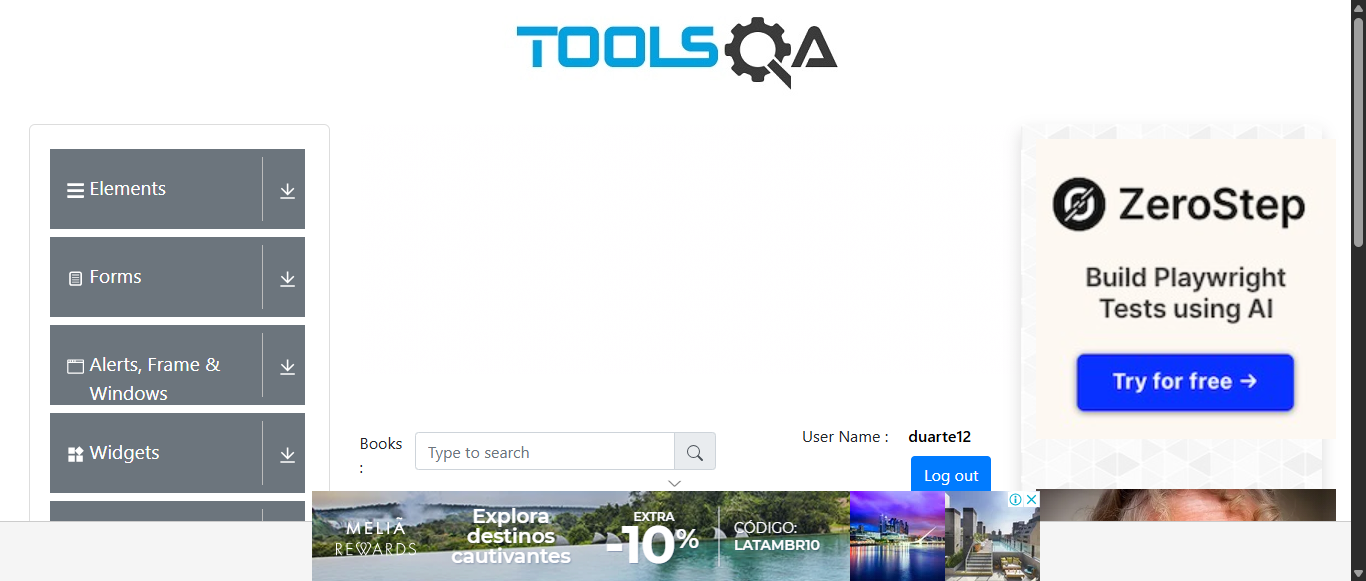 TOOLSQA
Elements
Forms
Alerts, Frame &
Windows
Widgets
Books
:
Type to search
User Name :
duarte12
Log out
ZeroStep
Build Playwright
Tests using AI
Try for free →
MELIÁ
REWARDS
Explora
destinos
cautivantes
EXTRA
-10%
CÓDIGO:
LATAMBR10